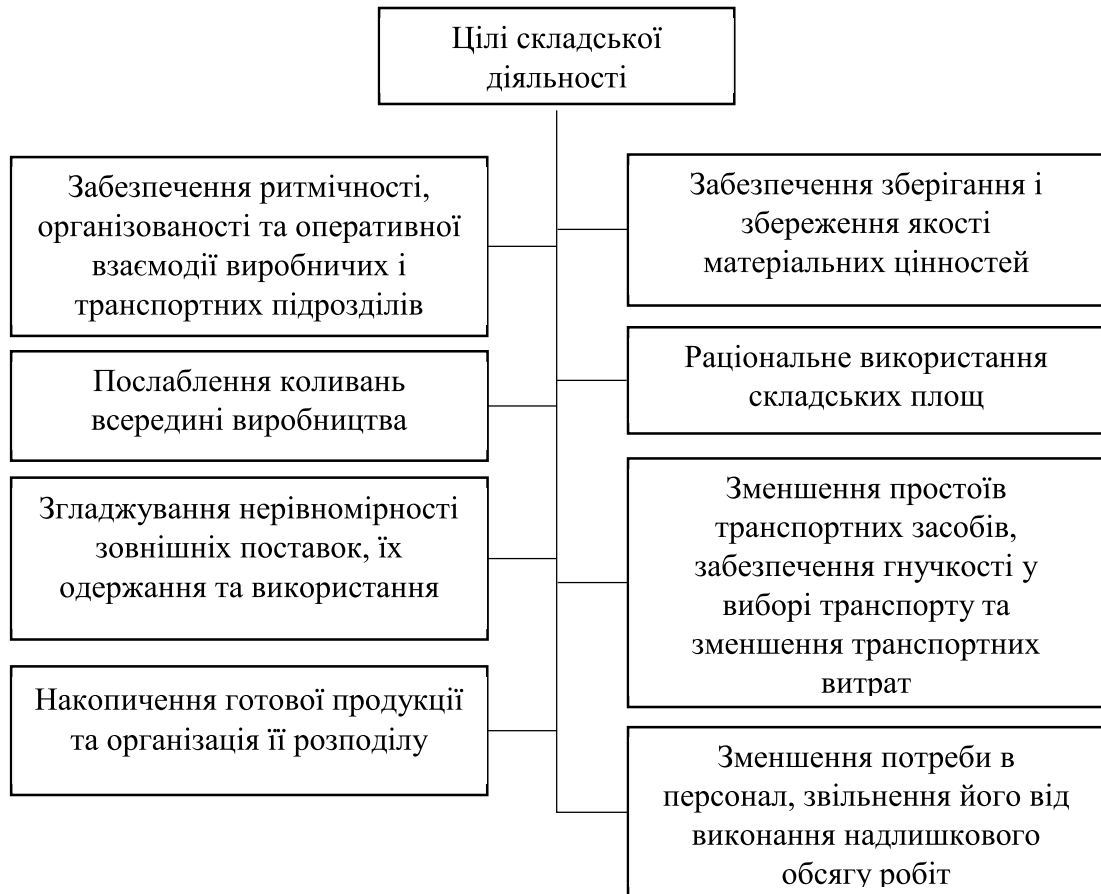 Цілі складської
діяльності
Забезпечення ритмічності,
організованості та оперативної
взаємодії виробничих і
транспортних підрозділів
Послаблення коливань
всередині виробництва
Згладжування нерівномірності
зовнішніх поставок, їх
одержання та використання
Накопичення готової продукції
та організація її розподілу
Забезпечення зберігання і
збереження якості
матеріальних цінностей
Раціональне використання
складських площ
Зменшення простоїв
транспортних засобів,
забезпечення гнучкості у
виборі транспорту та
зменшення транспортних
витрат
Зменшення потреби в
персонал, звільнення його від
виконання надлишкового
обсягу робіт